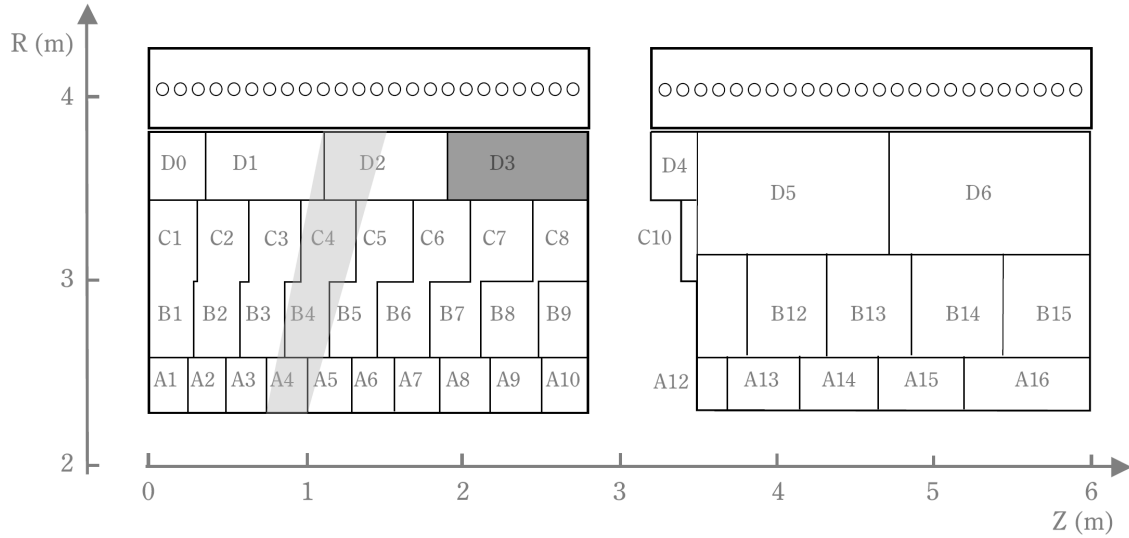 R (m)
4
3
2
D0 D1 D2 D3 D4 D5 D6
C1 C2 C3 C4 C5 C6 C7 C8 C10
B1 B2 B3 B4 B5 B6 B7 B8 B9 B12 B13 B14 B15
A1 A2 A3 A4 A5 A6 A7 A8 A9 A10 A12 A13 A14 A15 A16
0 1 2 3 4 5 6
Z (m)